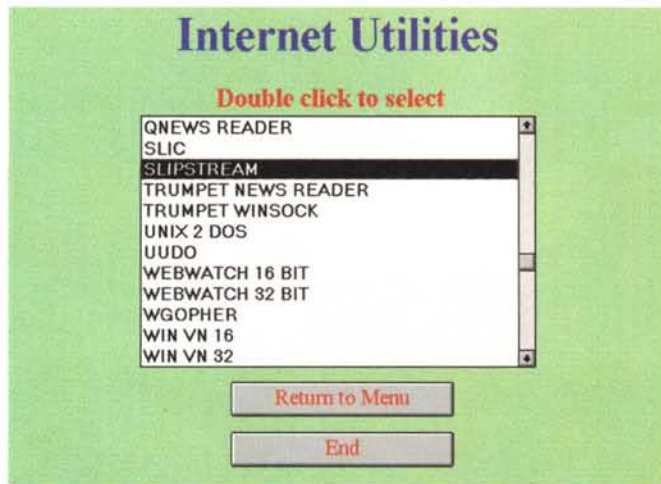 Internet Utilities
Double click to select
QNEWS READER
SLIC
SLIPSTREAM
TRUMPET NEWS READER
TRUMPET WINSOCK
UNIX 2 DOS
UUDO
WEBWATCH 16 BIT
WEBWATCH 32 BIT
WGOPHER
WIN VN 16
WIN VN 32
Return to Menu
End